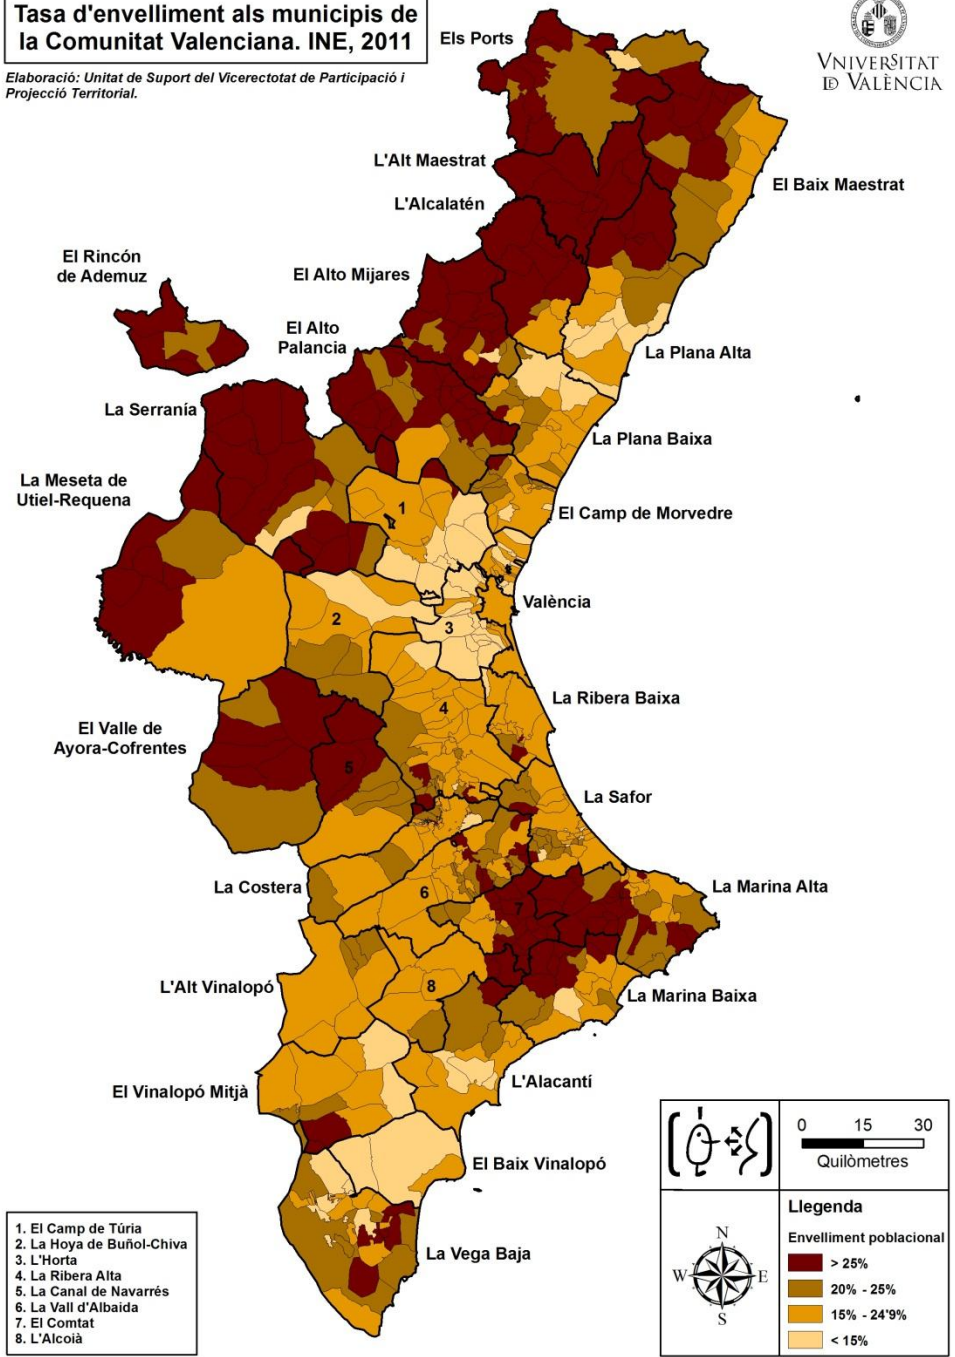 Tasa d'envelliment als municipis de
la Comunitat Valenciana. INE, 2011
Elaboració: Unitat de Suport del Vicerectotat de Participació i
Projecció Territorial.
VNIVERSITAT
ID VALÈNCIA
Els Ports
L'Alt Maestrat
El Baix Maestrat
L'Alcalatén
El Rincón
de Ademuz
El Alto Mijares
El Alto
Palancia
La Plana Alta
La Serranía
La Plana Baixa
La Meseta de
Utiel-Requena
1
El Camp de Morvedre
València
2
3
La Ribera Baixa
4
El Valle de
Ayora-Cofrentes
5
La Safor
La Costera
6
La Marina Alta
7
L'Alt Vinalopó
8
La Marina Baixa
El Vinalopó Mitjà
L'Alacantí
El Baix Vinalopó
La Vega Baja
1. El Camp de Túria
2. La Hoya de Buñol-Chiva
3. L'Horta
4. La Ribera Alta
5. La Canal de Navarrés
6. La Vall d'Albaida
7. El Comtat
8. L'Alcoià
0 15 30
Quilòmetres
N
W E
S
Llegenda
Envelliment poblacional
> 25%
20% - 25%
15% - 24'9%
< 15%